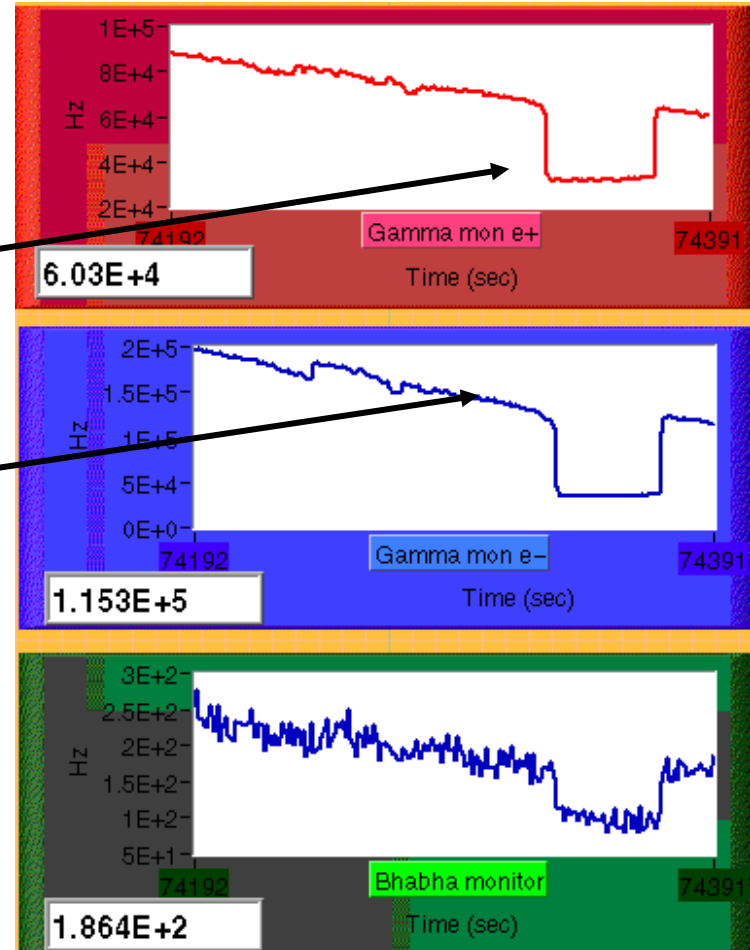 1E+5
8E+4
Hz
6E+4
4E+4
2E+4
74192
Gamma mon e+
74391
6.03E+4
Time (sec)
2E+5
1.5E+5
Hz
1E+5
5E+4
0E+0
74192
Gamma mon e−
74391
1.153E+5
Time (sec)
3E+2
2.5E+2
2E+2
Hz
1.5E+2
1E+2
5E+1
74192
Bhabha monitor
74391
1.864E+2
Time (sec)